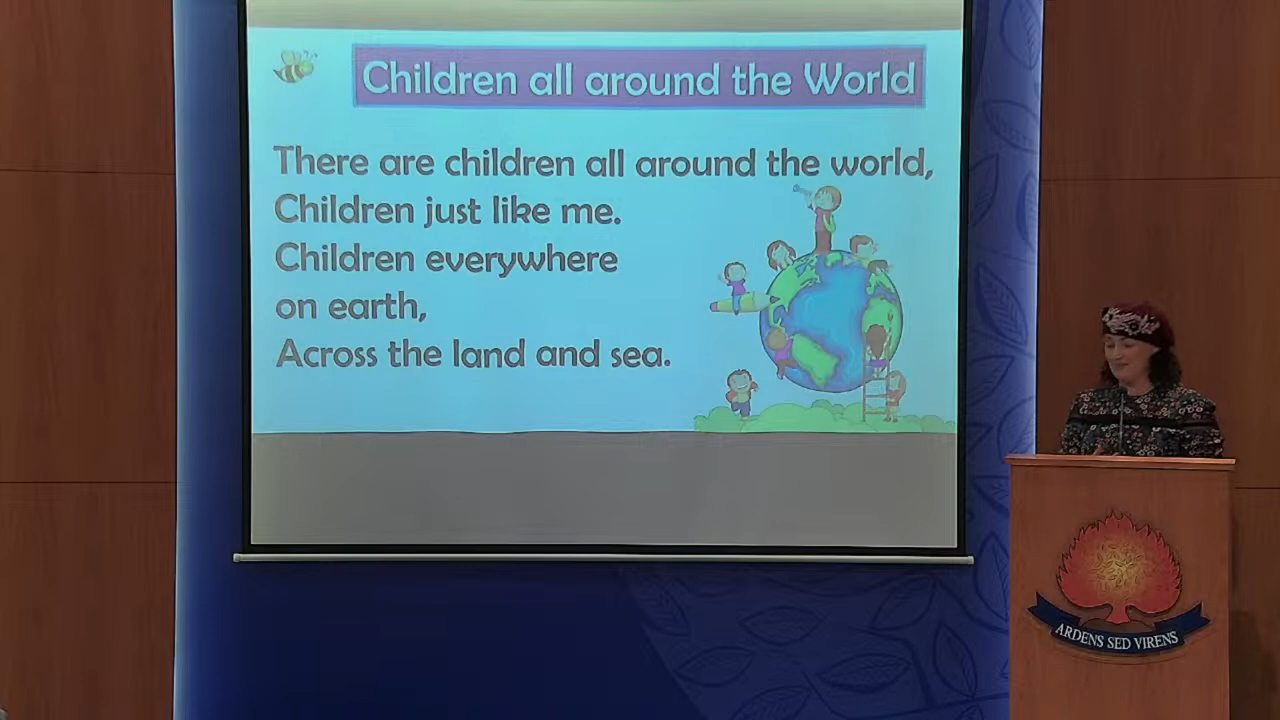 Children all around the World
There are children all around the world,
Children just like me.
Children everywhere
on earth,
Across the land and sea.
ARDENS SED VIRENS